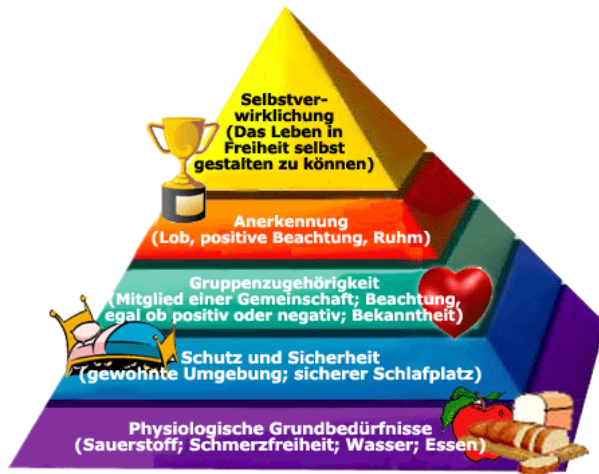 Selbstver-
wirklichung
(Das Leben in
Freiheit selbst
gestalten zu können)
Anerkennung
(Lob, positive Beachtung, Ruhm)
Gruppenzugehörigkeit
(Mitglied einer Gemeinschaft; Beachtung,
egal ob positiv oder negativ; Bekanntheit)
Schutz und Sicherheit
(gewohnte Umgebung; sicherer Schlafplatz)
Physiologische Grundbedürfnisse
(Sauerstoff; Schmerzfreiheit; Wasser; Essen)